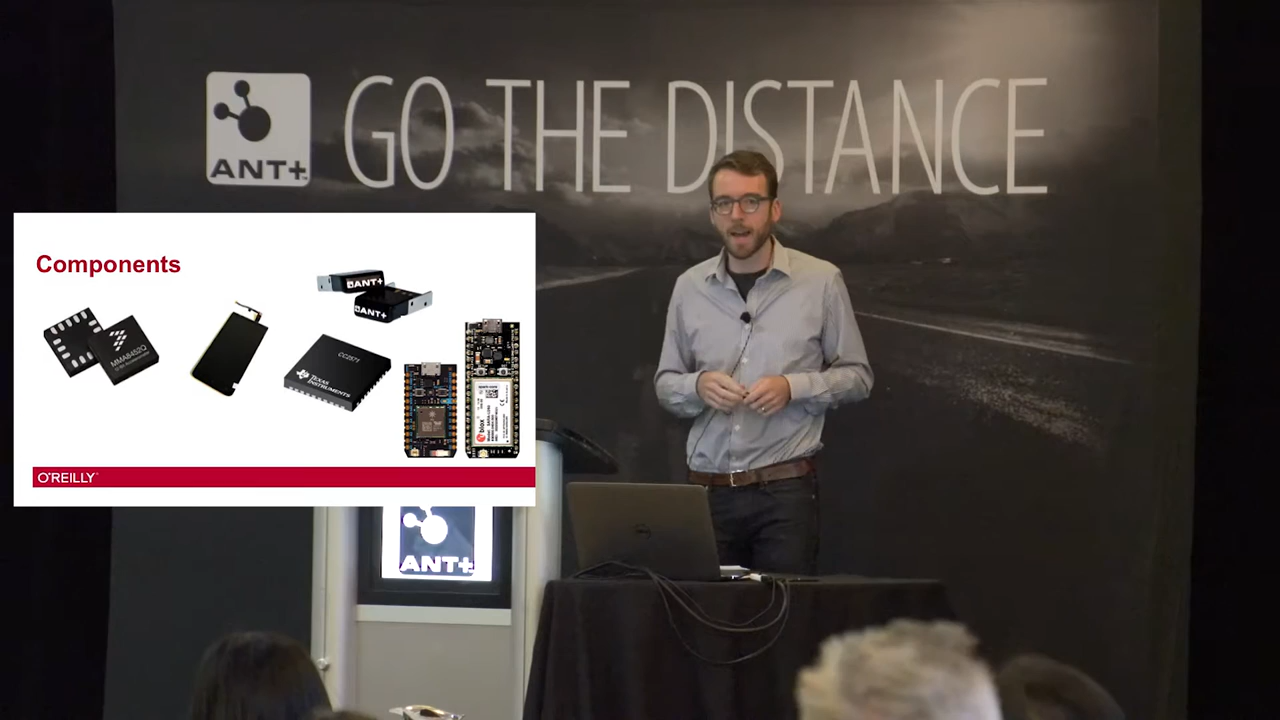 ANT+
GO THE DISTANCE
Components
ANT+
ANT+
MMA8452Q
CC2571
TEXAS
INSTRUMENTS
blox
O'REILLY
ANT+